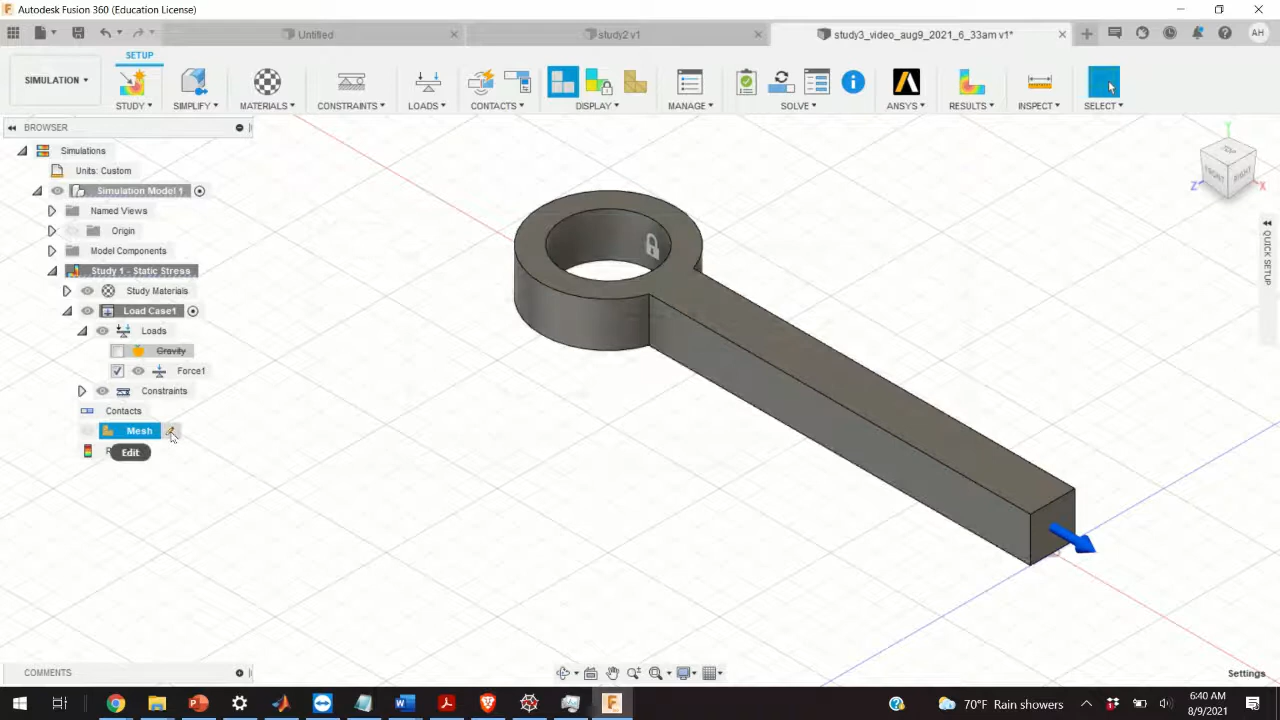 Autodesk Fusion 360 (Education License)
Untitled
study2 v1
study3_video_aug9_2021_6_33am v1*
AH
SETUP
SIMULATION
STUDY
SIMPLIFY
MATERIALS
CONSTRAINTS
LOADS
CONTACTS
DISPLAY
MANAGE
SOLVE
ANSYS
RESULTS
INSPECT
SELECT
BROWSER
Simulations
Units: Custom
Simulation Model 1
Named Views
Origin
Model Components
Study 1 - Static Stress
Study Materials
Load Case1
Loads
Gravity
Force1
Constraints
Contacts
Mesh
Edit
TOP
FRONT
RIGHT
Y
Z
X
QUICK SETUP
COMMENTS
Settings
70°F Rain showers
6:40 AM
8/9/2021